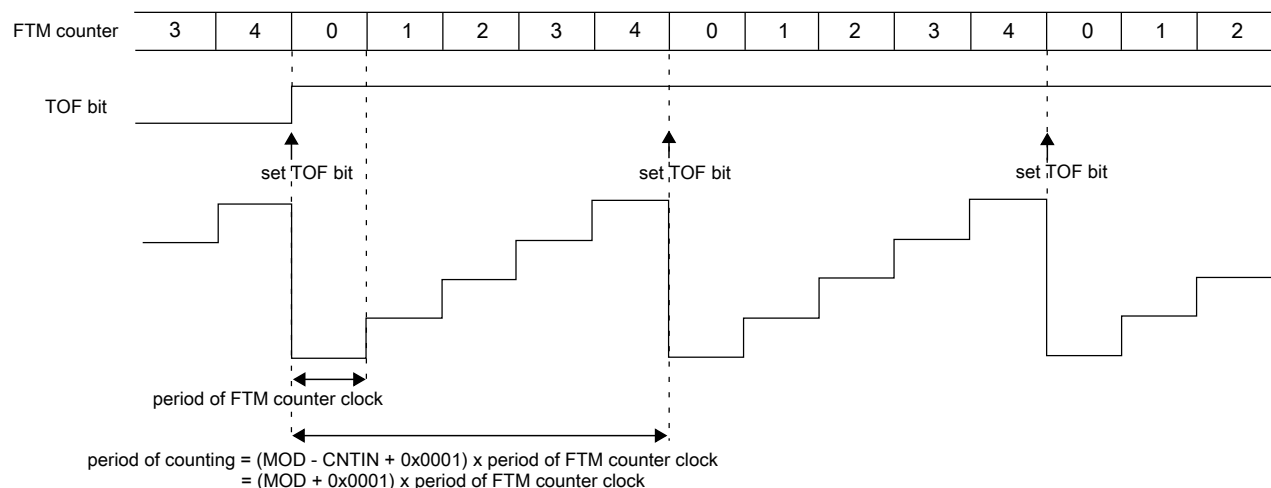 FTM counter 3 4 0 1 2 3 4 0 1 2 3 4 0 1 2
TOF bit
set TOF bit set TOF bit set TOF bit
period of FTM counter clock
period of counting = (MOD - CNTIN + 0x0001) x period of FTM counter clock
= (MOD + 0x0001) x period of FTM counter clock